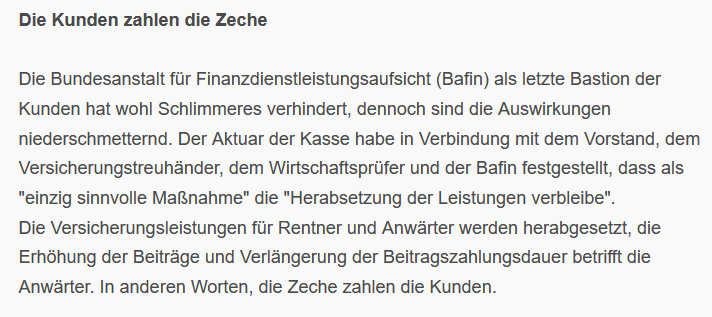 Die Kunden zahlen die Zeche
Die Bundesanstalt für Finanzdienstleistungsaufsicht (Bafin) als letzte Bastion der
Kunden hat wohl Schlimmeres verhindert, dennoch sind die Auswirkungen
niederschmetternd. Der Aktuar der Kasse habe in Verbindung mit dem Vorstand, dem
Versicherungstreuhänder, dem Wirtschaftsprüfer und der Bafin festgestellt, dass als
"einzig sinnvolle Maßnahme" die "Herabsetzung der Leistungen verbleibe".
Die Versicherungsleistungen für Rentner und Anwärter werden herabgesetzt, die
Erhöhung der Beiträge und Verlängerung der Beitragszahlungsdauer betrifft die
Anwärter. In anderen Worten, die Zeche zahlen die Kunden.